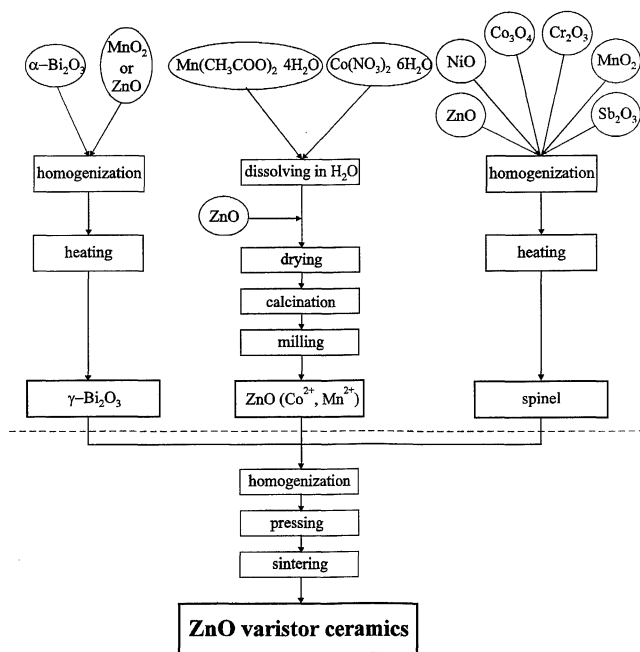 α−Bi₂O₃
MnO₂
or
ZnO
homogenization
heating
γ−Bi₂O₃
Mn(CH₃COO)₂ 4H₂O
Co(NO₃)₂ 6H₂O
dissolving in H₂O
ZnO
drying
calcination
milling
ZnO (Co²⁺, Mn²⁺)
Co₃O₄
Cr₂O₃
NiO
MnO₂
ZnO
Sb₂O₃
homogenization
heating
spinel
homogenization
pressing
sintering
ZnO varistor ceramics